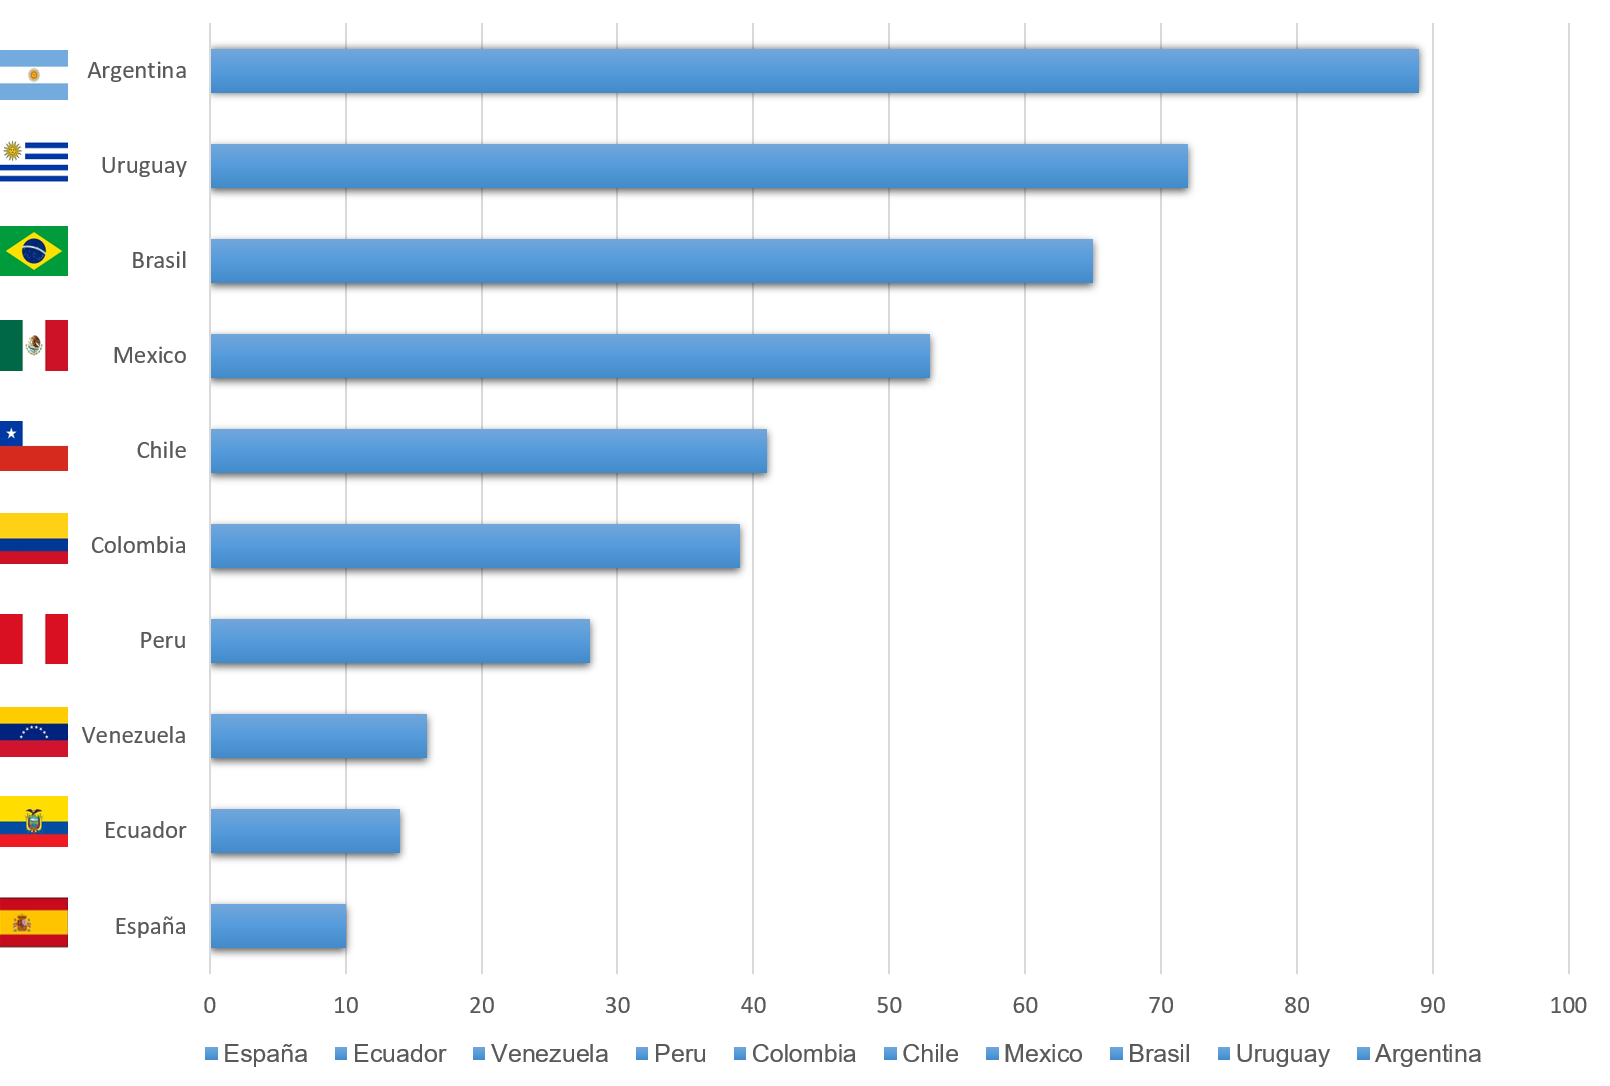 Argentina
Uruguay
Brasil
Mexico
Chile
Colombia
Peru
Venezuela
Ecuador
España
0 10 20 30 40 50 60 70 80 90 100
España Ecuador Venezuela Peru Colombia Chile Mexico Brasil Uruguay Argentina